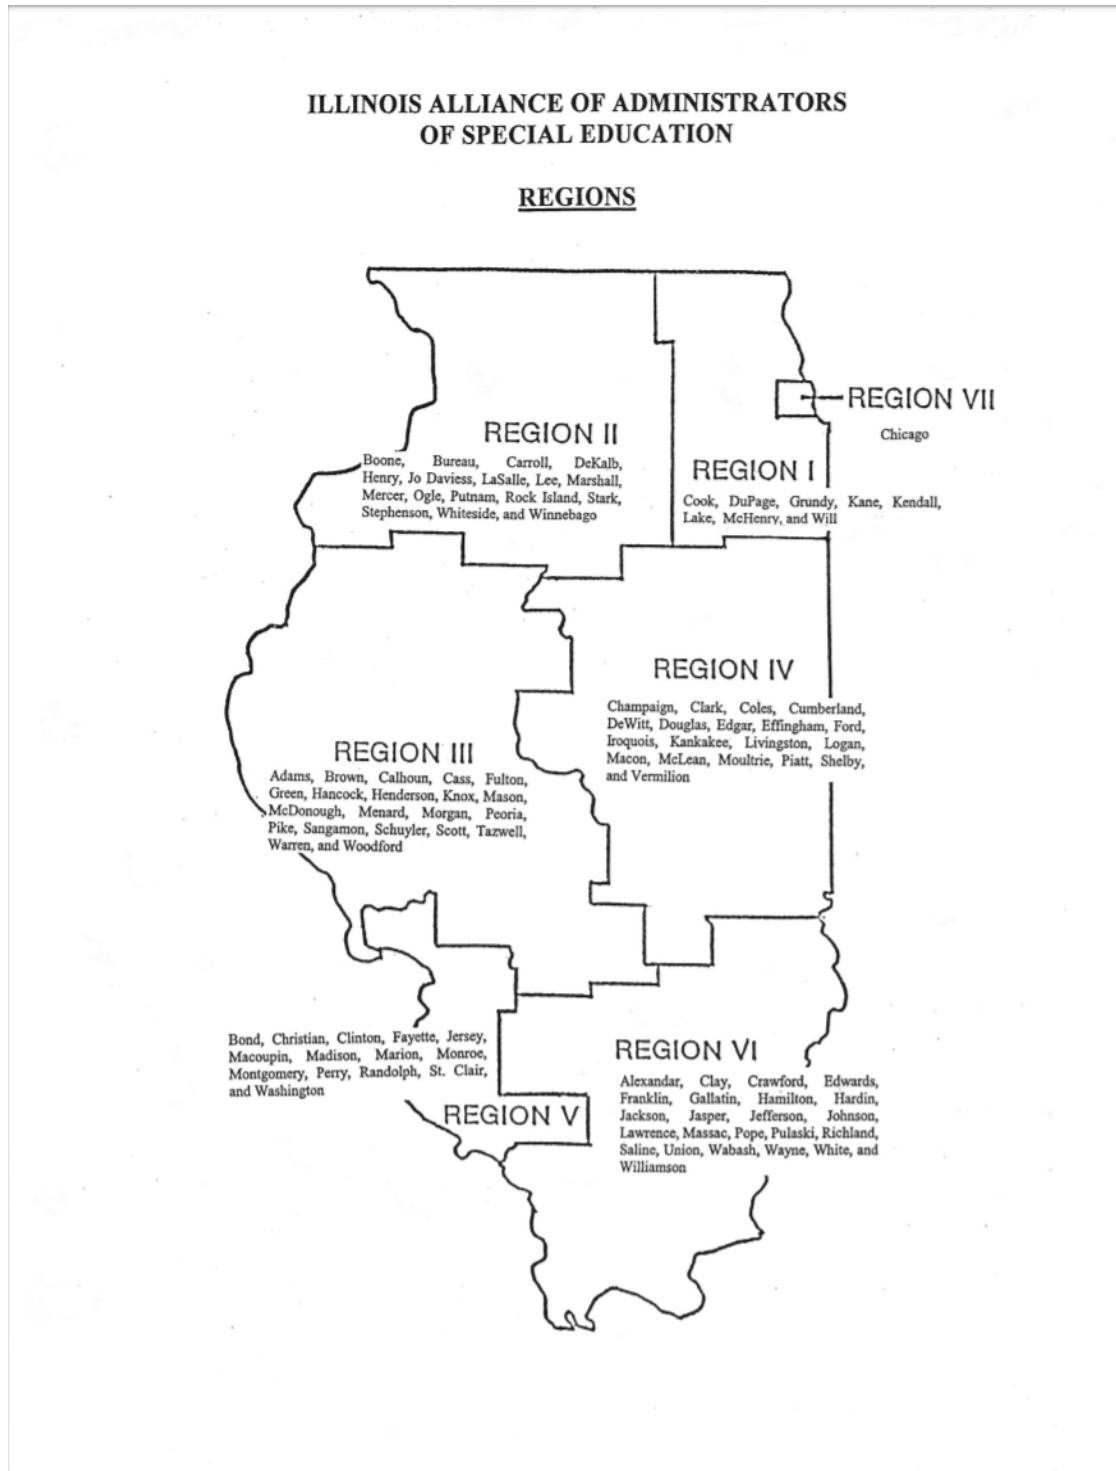 ILLINOIS ALLIANCE OF ADMINISTRATORS
OF SPECIAL EDUCATION
REGIONS
REGION VII
Chicago
REGION II
Boone, Bureau, Carroll, DeKalb,
Henry, Jo Daviess, LaSalle, Lee, Marshall,
Mercer, Ogle, Putnam, Rock Island, Stark,
Stephenson, Whiteside, and Winnebago
REGION I
Cook, DuPage, Grundy, Kane, Kendall,
Lake, McHenry, and Will
REGION IV
Champaign, Clark, Coles, Cumberland,
DeWitt, Douglas, Edgar, Effingham, Ford,
Iroquois, Kankakee, Livingston, Logan,
Macon, McLean, Moultrie, Piatt, Shelby,
and Vermilion
REGION III
Adams, Brown, Calhoun, Cass, Fulton,
Green, Hancock, Henderson, Knox, Mason,
McDonough, Menard, Morgan, Peoria,
Pike, Sangamon, Schuyler, Scott, Tazwell,
Warren, and Woodford
Bond, Christian, Clinton, Fayette, Jersey,
Macoupin, Madison, Marion, Monroe,
Montgomery, Perry, Randolph, St. Clair,
and Washington
REGION V
REGION VI
Alexandar, Clay, Crawford, Edwards,
Franklin, Gallatin, Hamilton, Hardin,
Jackson, Jasper, Jefferson, Johnson,
Lawrence, Massac, Pope, Pulaski, Richland,
Saline, Union, Wabash, Wayne, White, and
Williamson